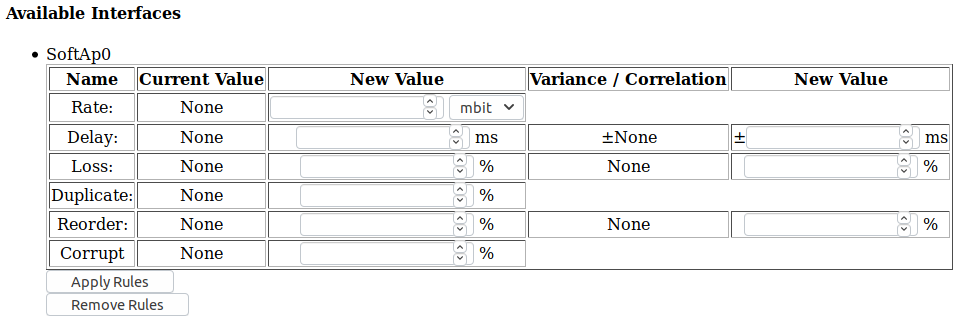 Available Interfaces
• SoftAp0
Name Current Value New Value Variance / Correlation New Value
Rate: None mbit
Delay: None ms ±None ± ms
Loss: None % None %
Duplicate: None %
Reorder: None % None %
Corrupt None %
Apply Rules
Remove Rules